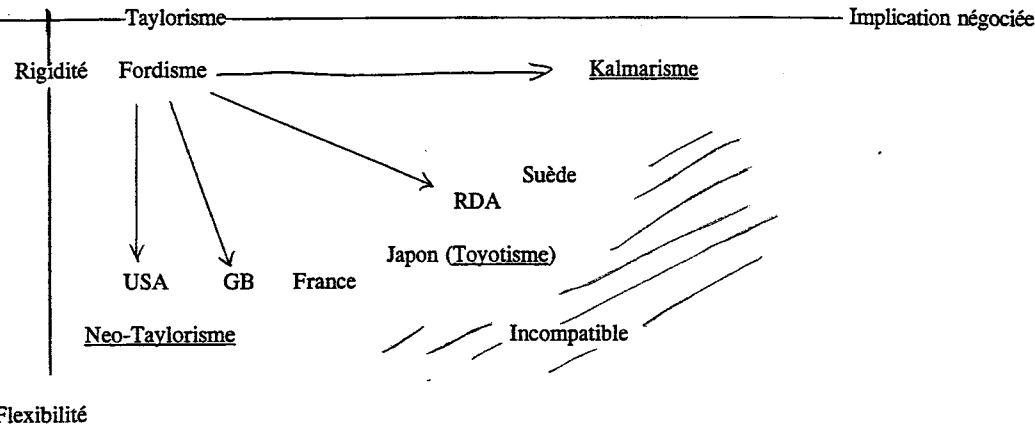 Taylorisme Implication négociée
Rigidité Fordisme Kalmarisme
Suède
RDA
Japon (Toyotisme)
USA GB France
Neo-Taylorisme Incompatible
Flexibilité